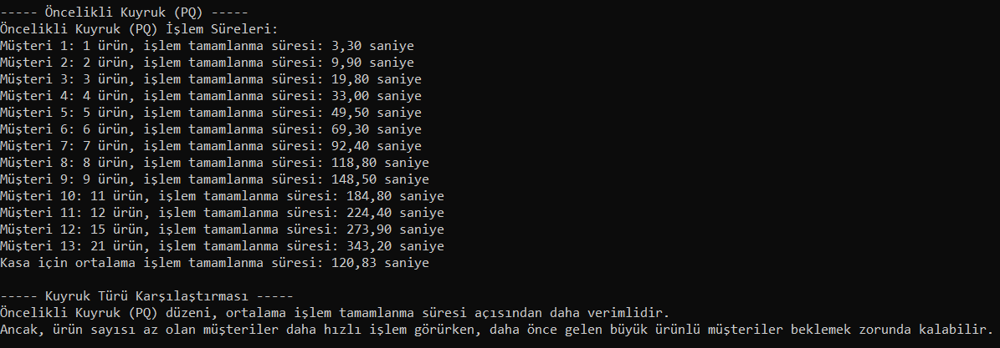 ----- Öncelikli Kuyruk (PQ) -----
Öncelikli Kuyruk (PQ) İşlem Süreleri:
Müşteri 1: 1 ürün, işlem tamamlanma süresi: 3,30 saniye
Müşteri 2: 2 ürün, işlem tamamlanma süresi: 9,90 saniye
Müşteri 3: 3 ürün, işlem tamamlanma süresi: 19,80 saniye
Müşteri 4: 4 ürün, işlem tamamlanma süresi: 33,00 saniye
Müşteri 5: 5 ürün, işlem tamamlanma süresi: 49,50 saniye
Müşteri 6: 6 ürün, işlem tamamlanma süresi: 69,30 saniye
Müşteri 7: 7 ürün, işlem tamamlanma süresi: 92,40 saniye
Müşteri 8: 8 ürün, işlem tamamlanma süresi: 118,80 saniye
Müşteri 9: 9 ürün, işlem tamamlanma süresi: 148,50 saniye
Müşteri 10: 11 ürün, işlem tamamlanma süresi: 184,80 saniye
Müşteri 11: 12 ürün, işlem tamamlanma süresi: 224,40 saniye
Müşteri 12: 15 ürün, işlem tamamlanma süresi: 273,90 saniye
Müşteri 13: 21 ürün, işlem tamamlanma süresi: 343,20 saniye
Kasa için ortalama işlem tamamlanma süresi: 120,83 saniye
----- Kuyruk Türü Karşılaştırması -----
Öncelikli Kuyruk (PQ) düzeni, ortalama işlem tamamlanma süresi açısından daha verimlidir.
Ancak, ürün sayısı az olan müşteriler daha hızlı işlem görürken, daha önce gelen büyük ürünlü müşteriler beklemek zorunda kalabilir.